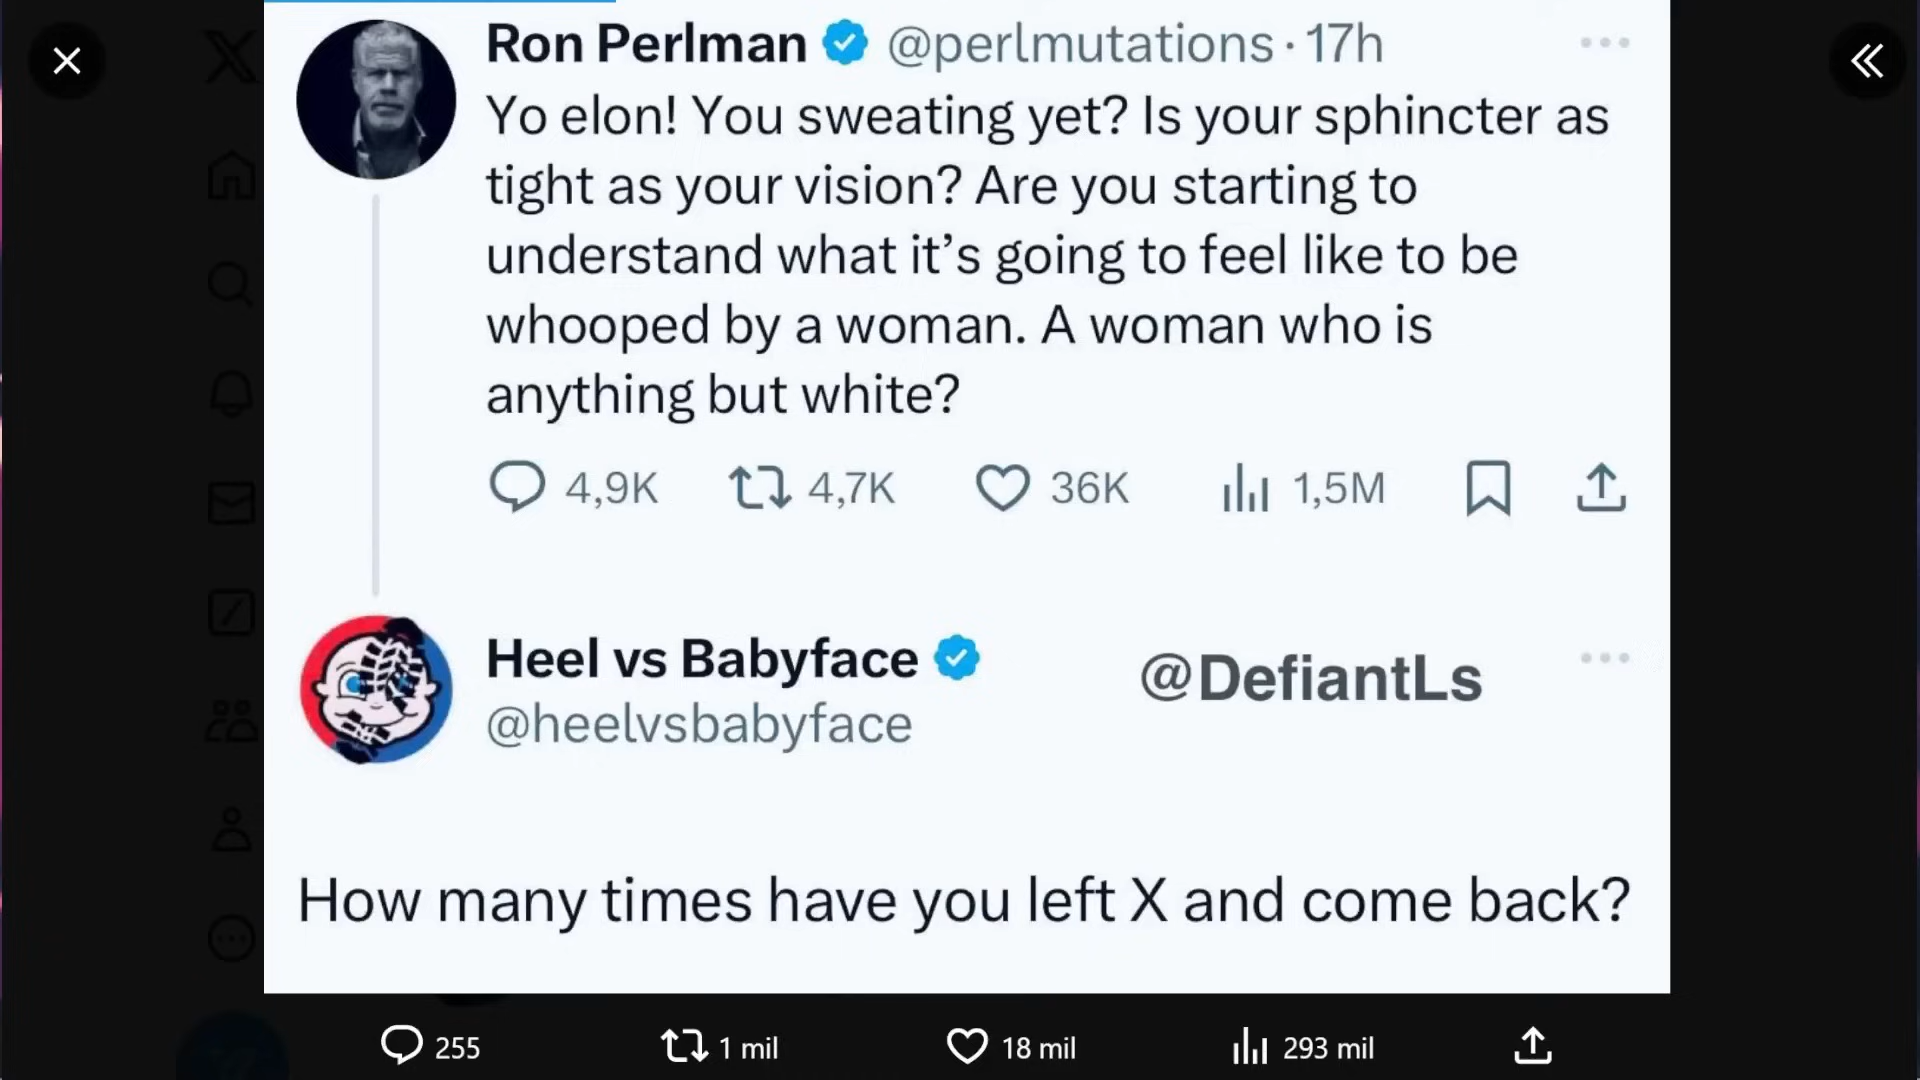 Ron Perlman @perlmutations · 17h
Yo elon! You sweating yet? Is your sphincter as
tight as your vision? Are you starting to
understand what it’s going to feel like to be
whooped by a woman. A woman who is
anything but white?
4,9K 4,7K 36K 1,5M
Heel vs Babyface
@DefiantLs
@heelvsbabyface
How many times have you left X and come back?
255 1 mil 18 mil 293 mil